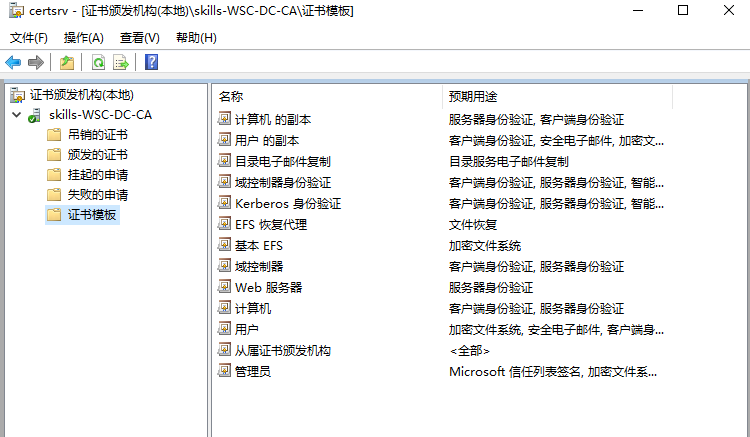 certsrv - [证书颁发机构(本地)\skills-WSC-DC-CA\证书模板]
文件(F) 操作(A) 查看(V) 帮助(H)
证书颁发机构(本地)
skills-WSC-DC-CA
吊销的证书
颁发的证书
挂起的申请
失败的申请
证书模板
名称 预期用途
计算机 的副本 服务器身份验证, 客户端身份验证
用户 的副本 客户端身份验证, 安全电子邮件, 加密文...
目录电子邮件复制 目录服务电子邮件复制
域控制器身份验证 客户端身份验证, 服务器身份验证, 智能...
Kerberos 身份验证 客户端身份验证, 服务器身份验证, 智能...
EFS 恢复代理 文件恢复
基本 EFS 加密文件系统
域控制器 客户端身份验证, 服务器身份验证
Web 服务器 服务器身份验证
计算机 客户端身份验证, 服务器身份验证
用户 加密文件系统, 安全电子邮件, 客户端身...
从属证书颁发机构 <全部>
管理员 Microsoft 信任列表签名, 加密文件系...